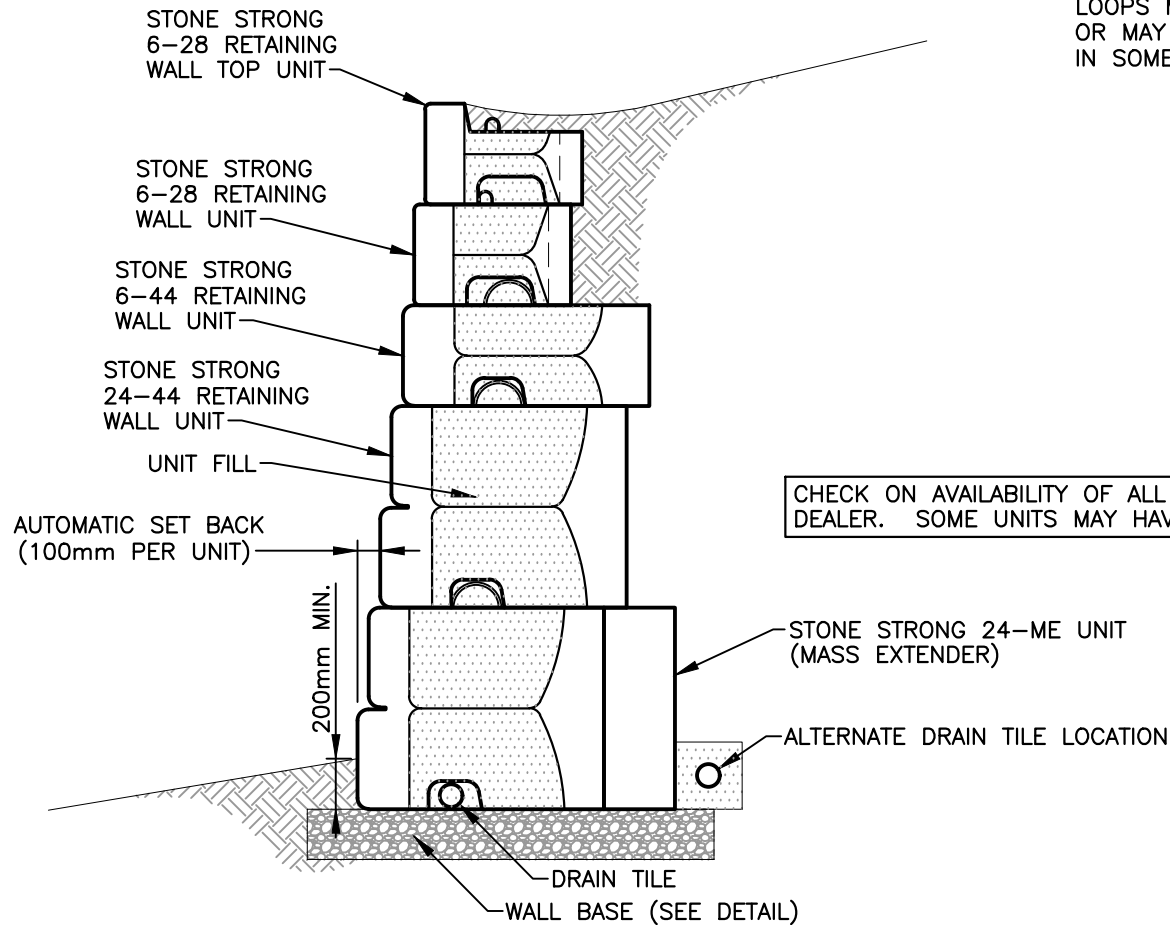 STONE STRONG
6-28 RETAINING
WALL TOP UNIT
LOOPS
OR MAY
IN SOME
STONE STRONG
6-28 RETAINING
WALL UNIT
STONE STRONG
6-44 RETAINING
WALL UNIT
STONE STRONG
24-44 RETAINING
WALL UNIT
UNIT FILL
CHECK ON AVAILABILITY OF ALL
DEALER. SOME UNITS MAY HAV
AUTOMATIC SET BACK
(100mm PER UNIT)
200mm MIN.
STONE STRONG 24-ME UNIT
(MASS EXTENDER)
ALTERNATE DRAIN TILE LOCATION
DRAIN TILE
WALL BASE (SEE DETAIL)